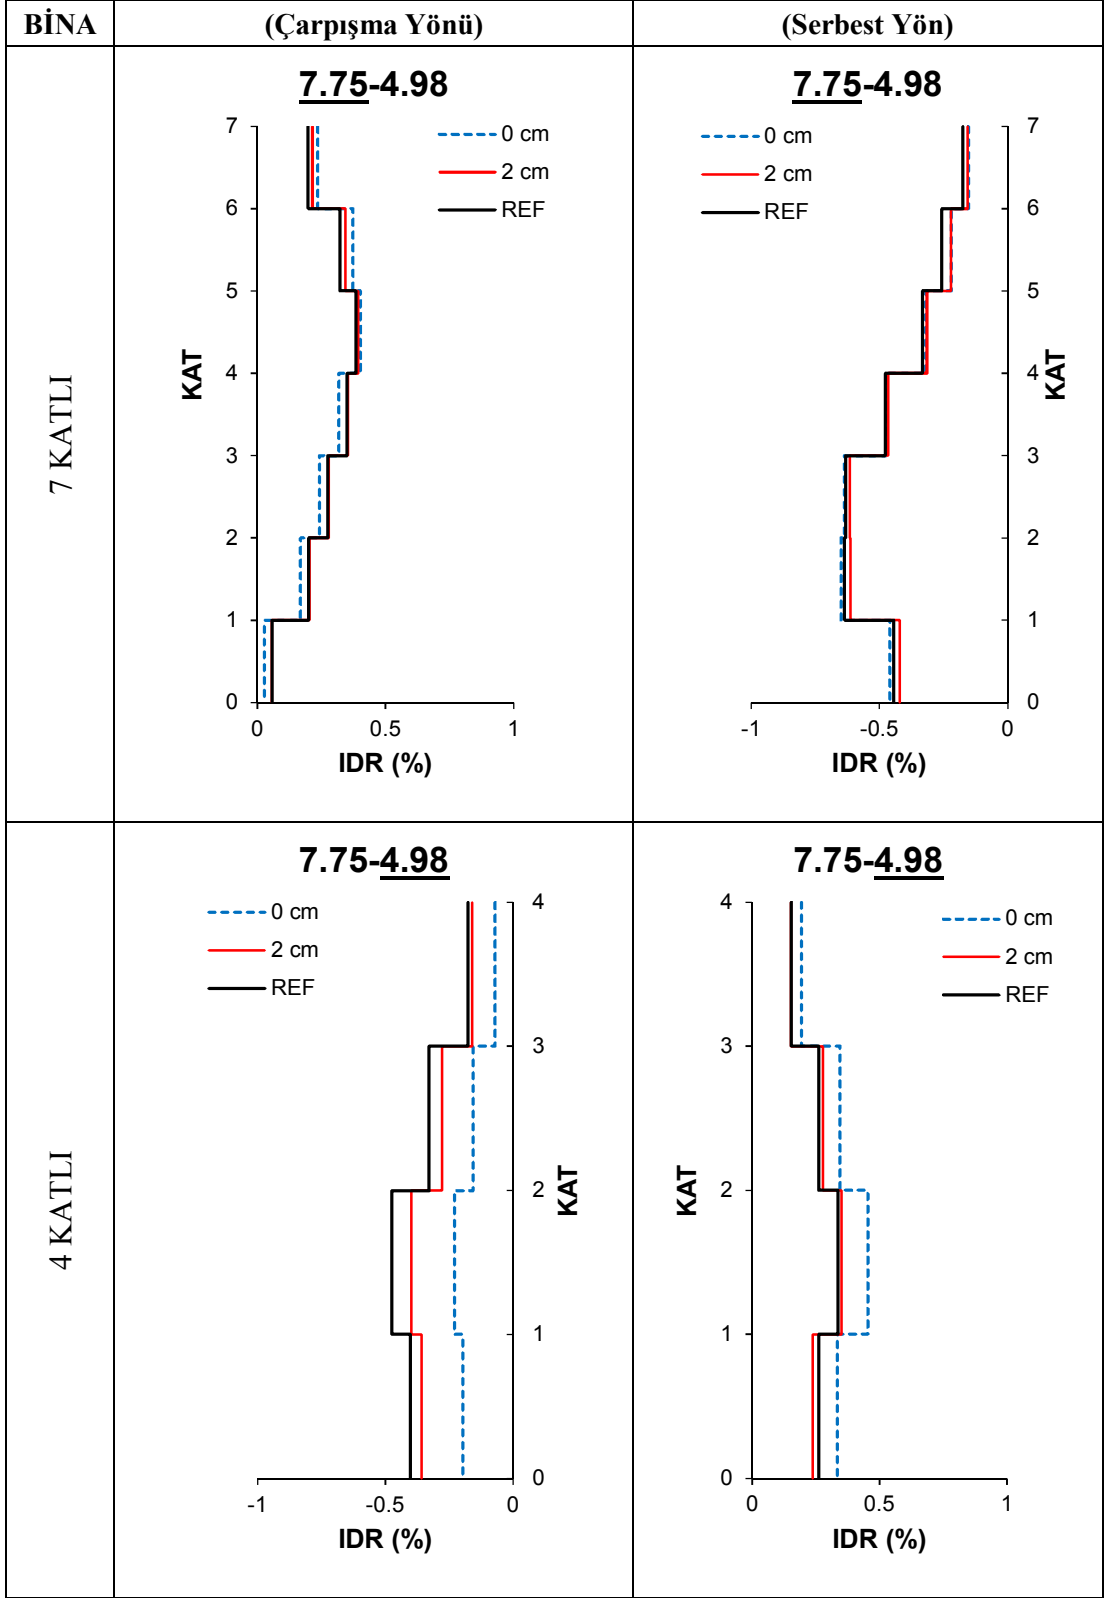 BİNA
(Çarpışma Yönü)
(Serbest Yön)
7 KATLI
7.75-4.98
0 cm
2 cm
REF
7
6
5
4
3
2
1
0
KAT
0
0.5
1
IDR (%)
7.75-4.98
0 cm
2 cm
REF
7
6
5
4
3
2
1
0
KAT
-1
-0.5
0
IDR (%)
4 KATLI
7.75-4.98
0 cm
2 cm
REF
4
3
2
1
0
KAT
-1
-0.5
0
IDR (%)
7.75-4.98
0 cm
2 cm
REF
4
3
2
1
0
KAT
0
0.5
1
IDR (%)